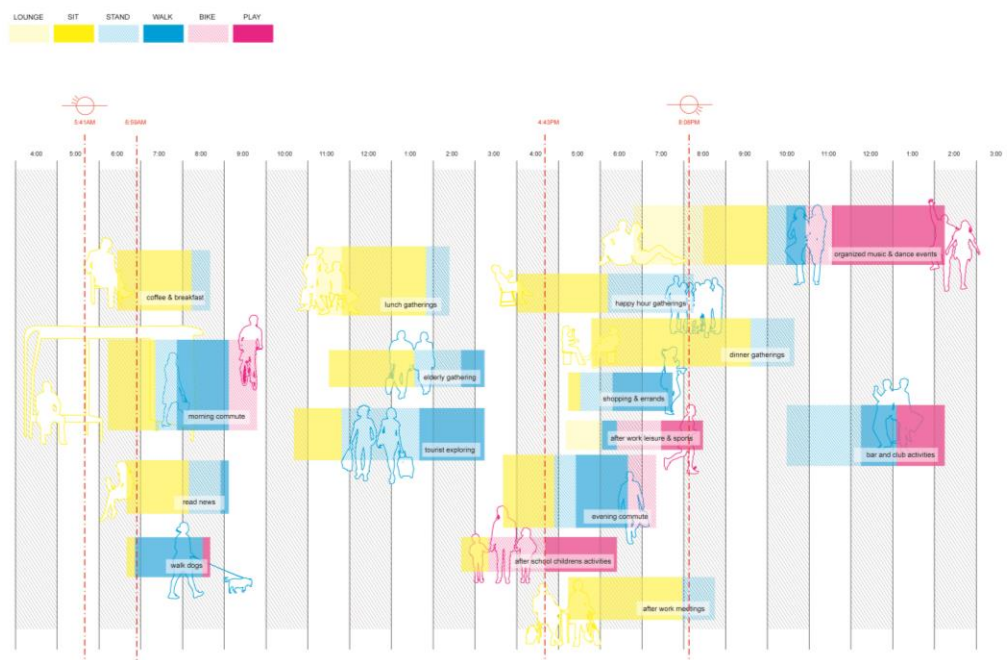 LOUNGE SIT STAND WALK BIKE PLAY
5:41AM 6:59AM 4:43PM 8:08PM
4:00 5:00 6:00 7:00 8:00 9:00 10:00 11:00 12:00 1:00 2:00 3:00 4:00 5:00 6:00 7:00 8:00 10:00 11:00 12:00 1:00 2:00 3:00
organized music & dance events
coffee & breakfast
lunch gatherings
happy hour gatherings
dinner gatherings
elderly gathering
shopping & errands
morning commute
after work leisure & sports
tourist exploring
bar and club activities
read news
evening commute
after school childrens activities
walk dogs
after work meetings